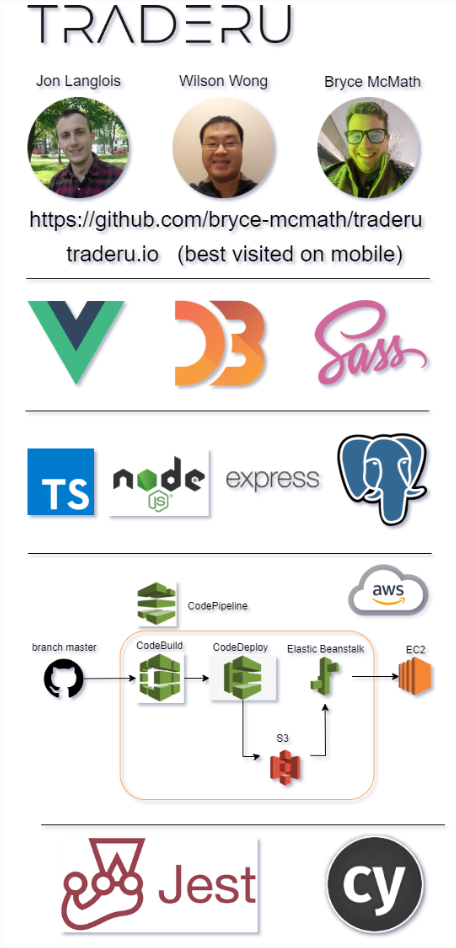 TRADERU
Jon Langlois
Wilson Wong
Bryce McMath
https://github.com/bryce-mcmath/traderu
traderu.io (best visited on mobile)
D3
Sass
TS
node
JS
express
aws
CodePipeline
branch master
CodeBuild
CodeDeploy
Elastic Beanstalk
EC2
S3
Jest
cy